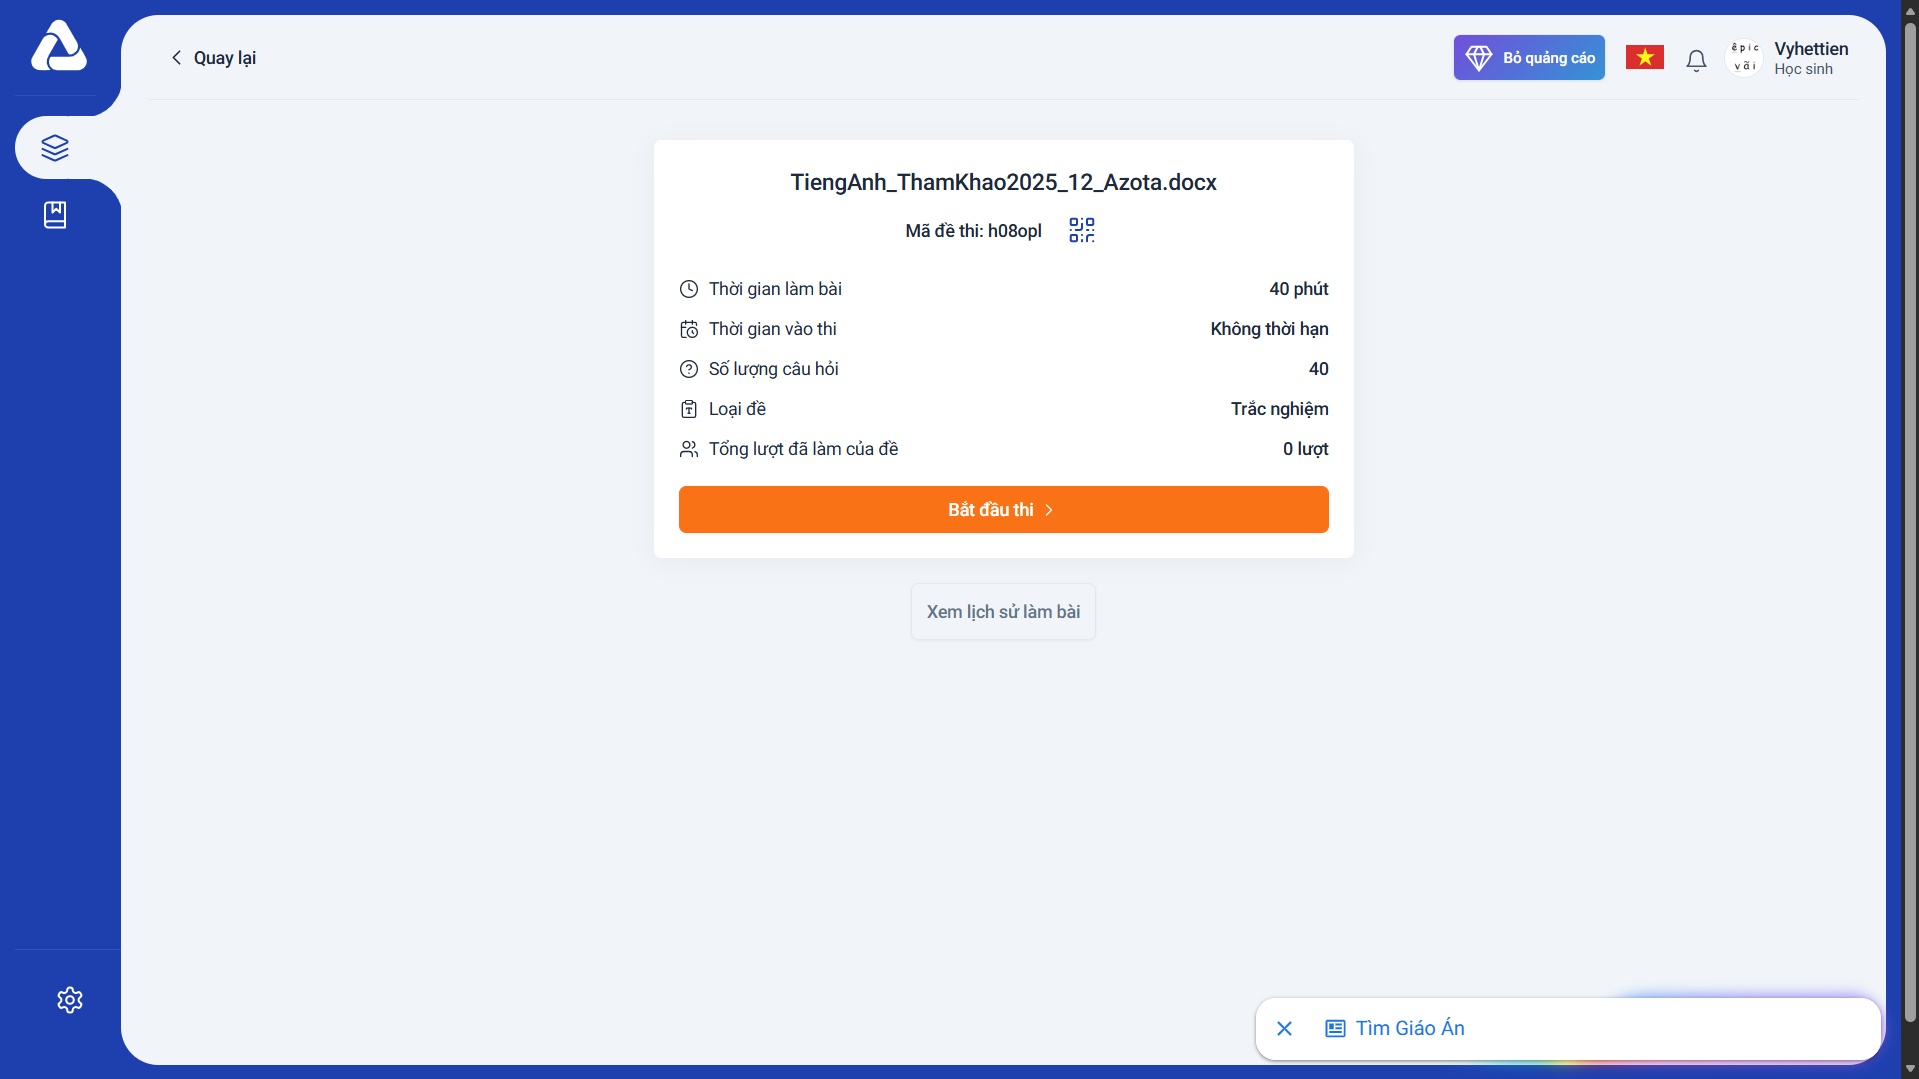 Quay lại
Bỏ quảng cáo
êpic
vãi
Vyhettien
Học sinh
TiengAnh_ThamKhao2025_12_Azota.docx
Mã đề thi: h08opl
Thời gian làm bài 40 phút
Thời gian vào thi Không thời hạn
Số lượng câu hỏi 40
Loại đề Trắc nghiệm
Tổng lượt đã làm của đề 0 lượt
Bắt đầu thi
Xem lịch sử làm bài
Tìm Giáo Án